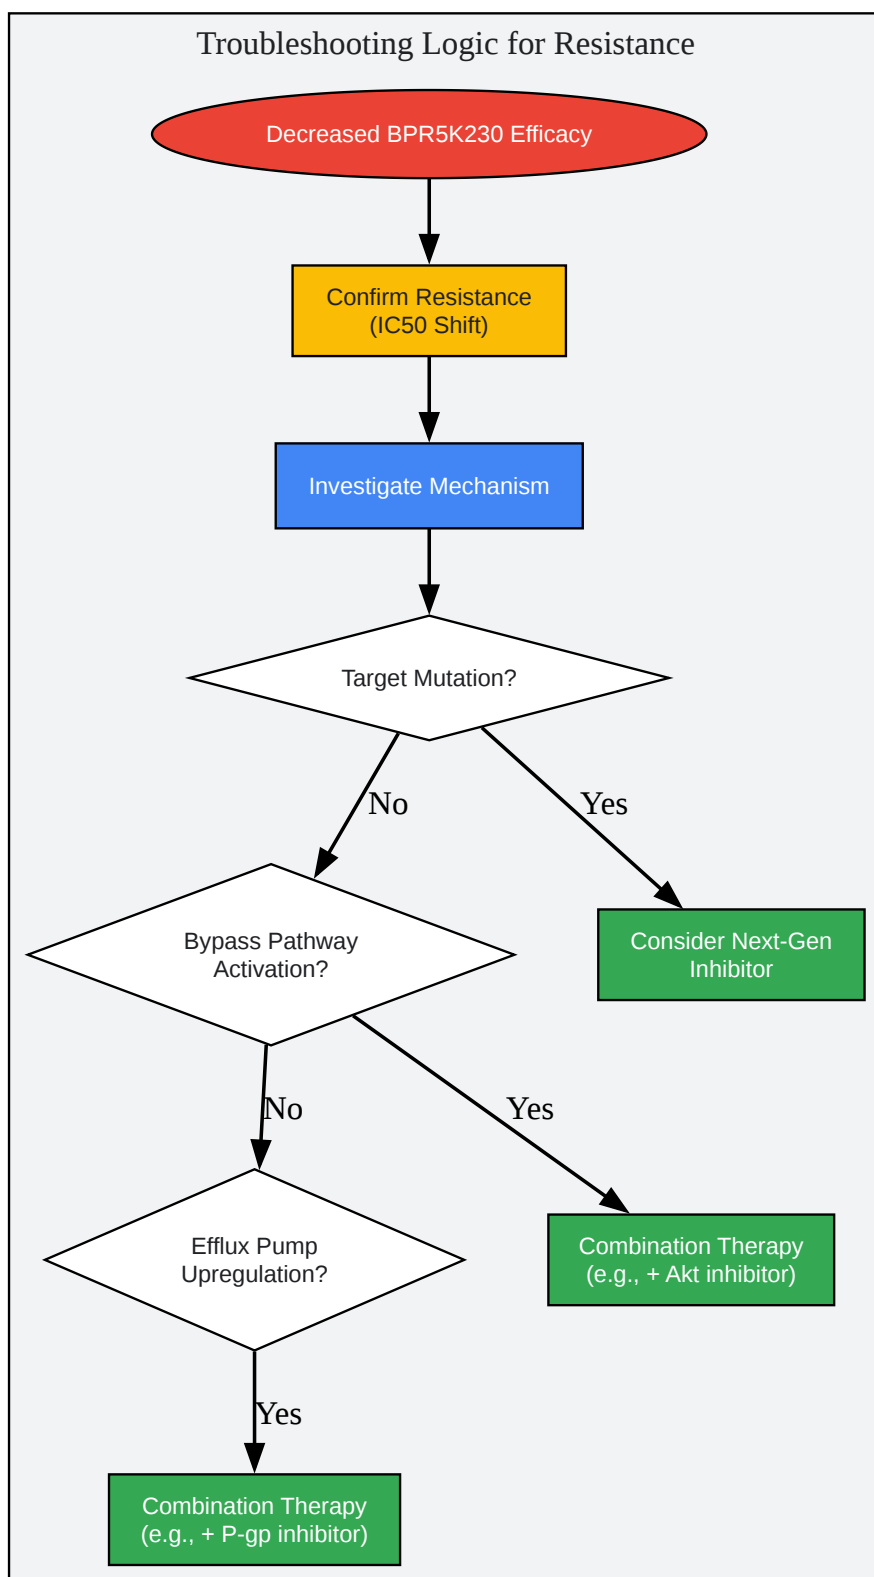 Troubleshooting Logic for Resistance
Decreased BPR5K230 Efficacy
Confirm Resistance
(IC50 Shift)
Investigate Mechanism
Target Mutation?
No
Yes
Bypass Pathway
Activation?
Consider Next-Gen
Inhibitor
No
Yes
Efflux Pump
Upregulation?
Combination Therapy
(e.g., + Akt inhibitor)
Yes
Combination Therapy
(e.g., + P-gp inhibitor)